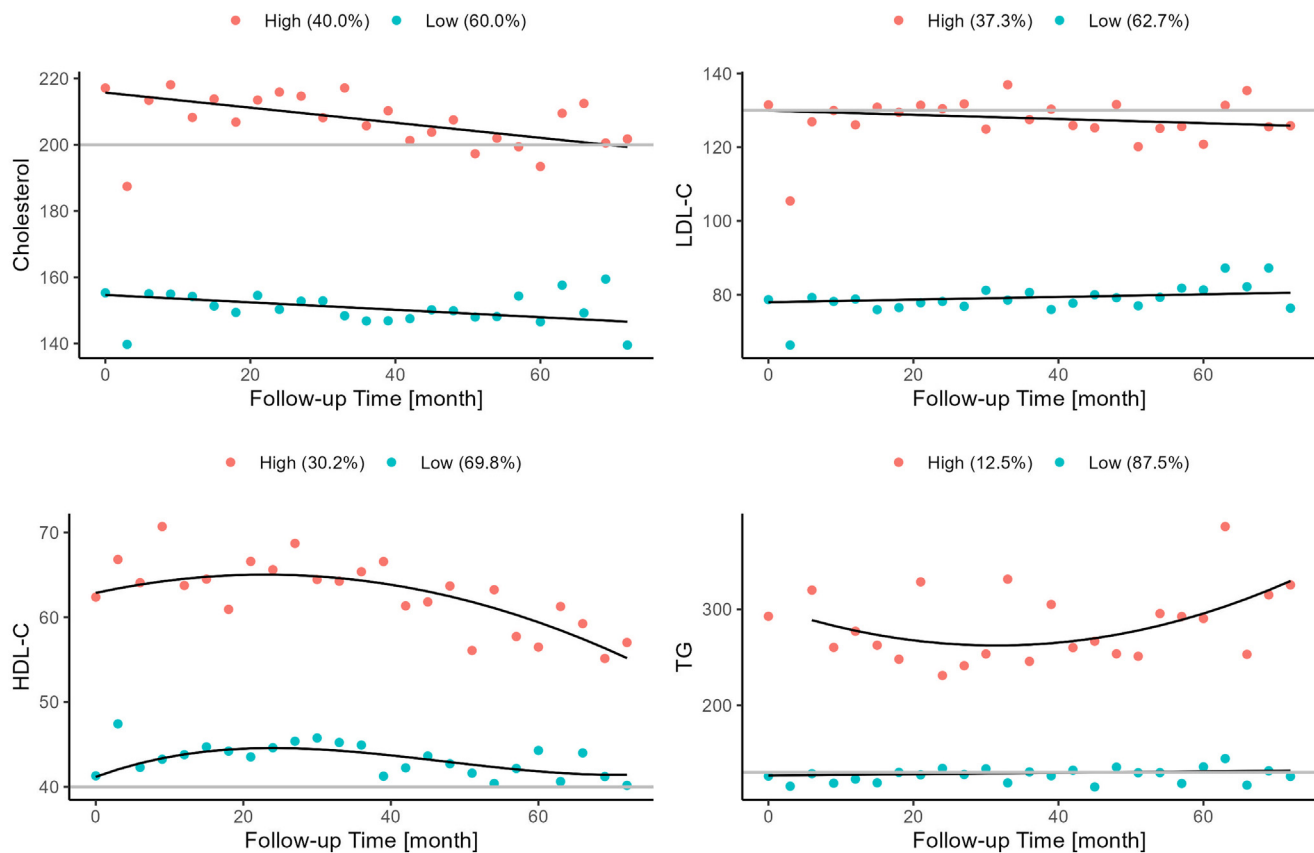 High (40.0%) Low (60.0%)
220
200
180
160
140
Cholesterol
0 20 40 60
Follow-up Time [month]
High (37.3%) Low (62.7%)
140
120
100
80
LDL-C
0 20 40 60
Follow-up Time [month]
High (30.2%) Low (69.8%)
70
60
50
40
HDL-C
0 20 40 60
Follow-up Time [month]
High (12.5%) Low (87.5%)
300
200
TG
0 20 40 60
Follow-up Time [month]